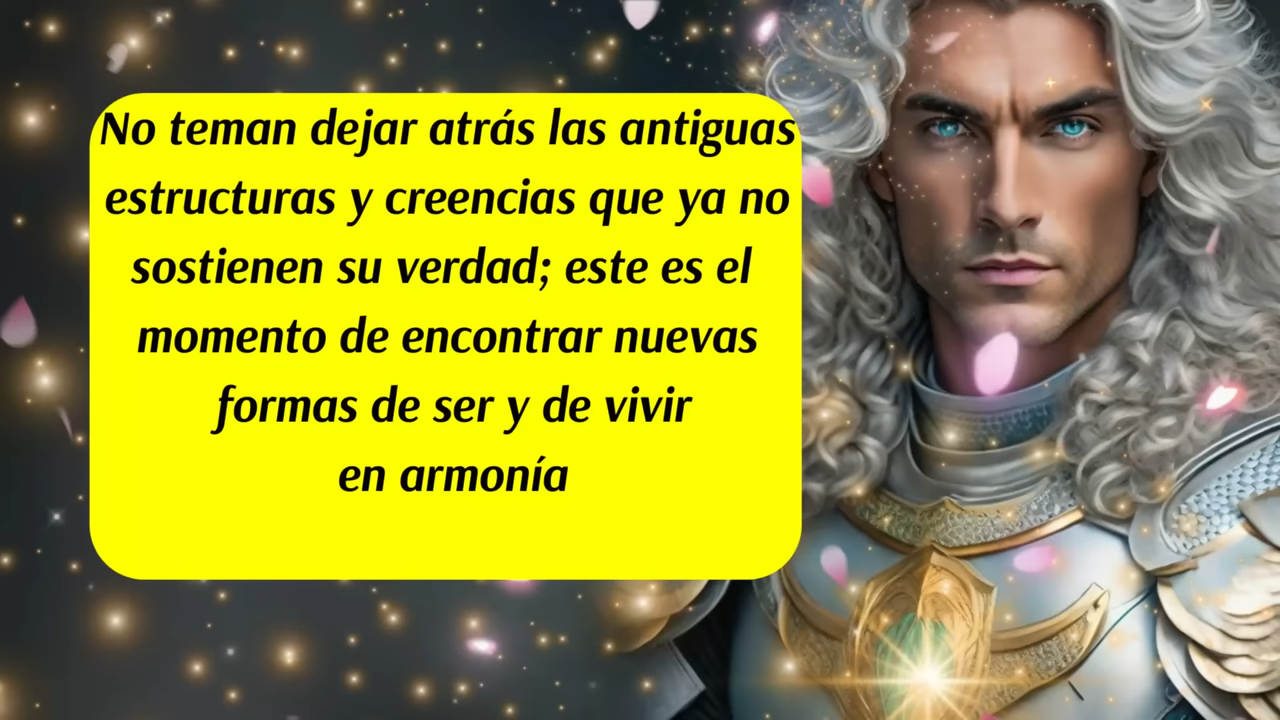 No teman dejar atrás las antiguas
estructuras y creencias que ya no
sostienen su verdad; este es el
momento de encontrar nuevas
formas de ser y de vivir
en armonía